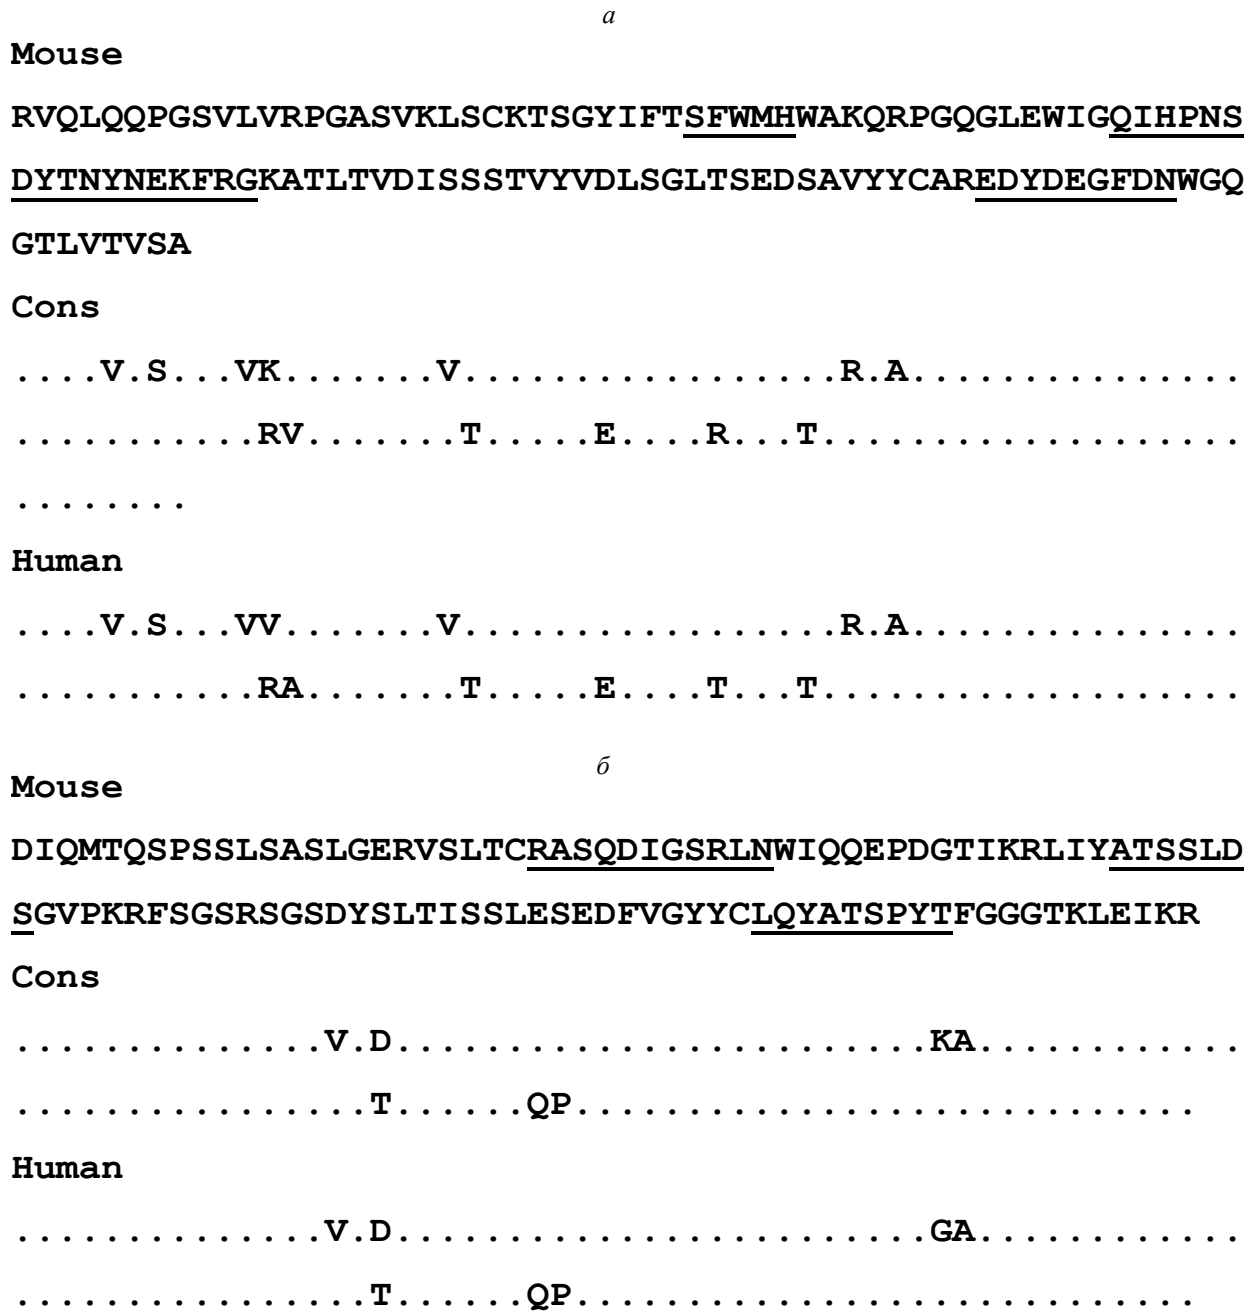 а
Mouse
RVQLQQPGSVLVRPGASVKLSCKTSGYIFTSFWMHWAKQRPGQGLEWIGQIHPNS
DYTNYNEKFRGKATLTVDISSSTVYVDLSGLTSEDSAVYYCAREDYDEGFDNWGQ
GTLVTVSA
Cons
....V.S...VK.......V.................R.A...............
...........RV.......T.....E....R...T...................
........
Human
....V.S...VV.......V.................R.A...............
...........RA.......T.....E....T...T...................
б
Mouse
DIQMTQSPSSLSASLGERVSLTCRASQDIGSRLNWIQQEPDGTIKRLIYATSSLD
SGVPKRFSGSRSGSDYSLTISSLESEDFVGYYCLQYATSPYTFGGGTKLEIKR
Cons
..............V.D........................KA............
................T......QP............................
Human
..............V.D........................GA............
................T......QP............................